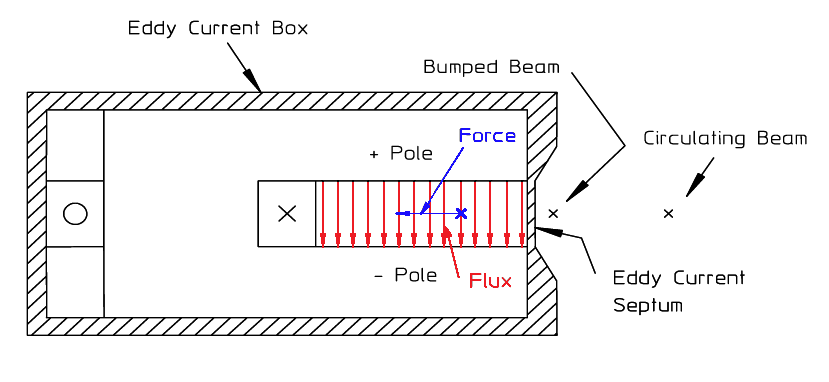 Eddy Current Box
Bumped Beam
Circulating Beam
Force
+ Pole
- Pole
Flux
Eddy Current
Septum